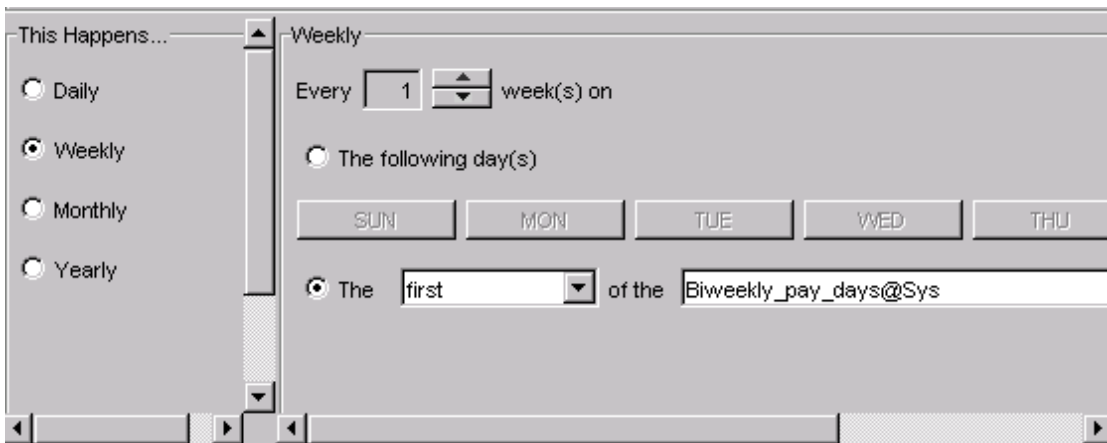 This Happens...
Daily
Weekly
Monthly
Yearly
Weekly
Every 1 week(s) on
The following day(s)
SUN MON TUE WED THU
The first of the Biweekly_pay_days@Sys